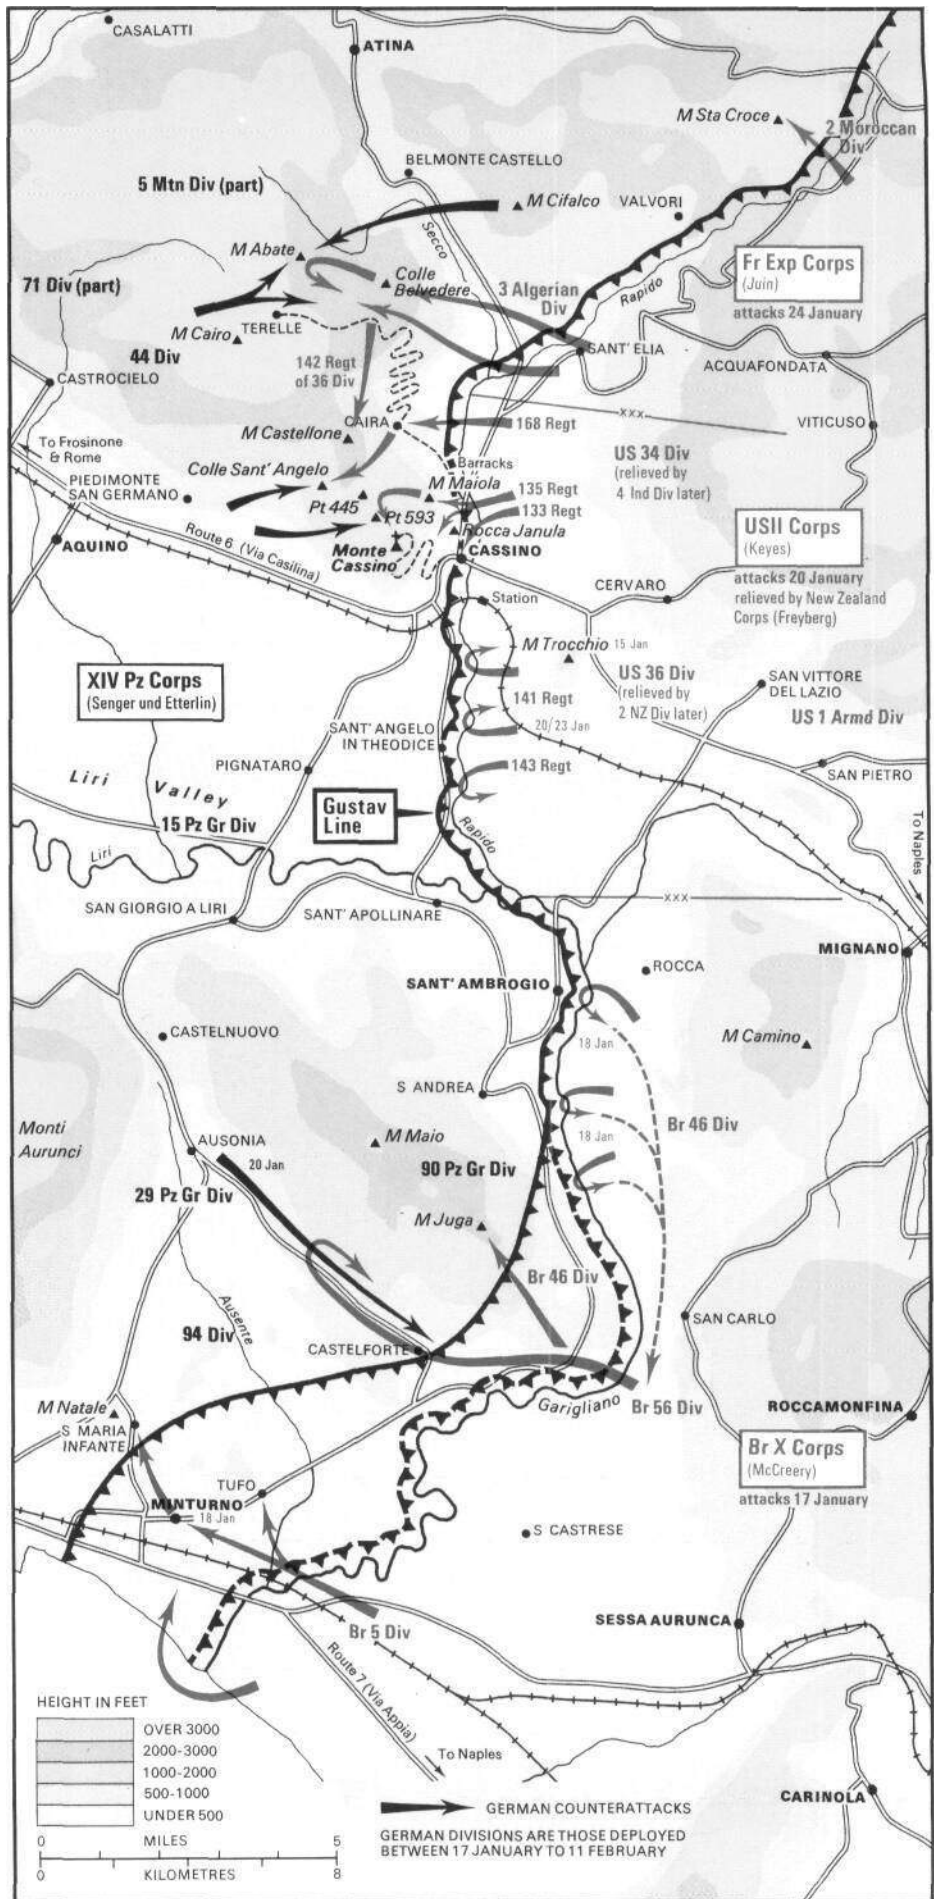 CASALATTI
ATINA
M Sta Croce
2 Moroccan
Div
BELMONTE CASTELLO
5 Mtn Div (part)
M Cifalco
VALVORI
Secco
M Abate
Colle
Belvedere
Fr Exp Corps
(Juin)
attacks 24 January
71 Div (part)
3 Algerian
Div
Rapido
TERELLE
M Cairo
44 Div
SANT' ELIA
ACQUAFONDATA
142 Regt
of 36 Div
CASTROCIELO
xxx
CAIRA
168 Regt
VITICUSO
To Frosinone
& Rome
M Castellone
US 34 Div
(relieved by
4 Ind Div later)
Barracks
Colle Sant' Angelo
M Maiola
PIEDIMONTE
SAN GERMANO
135 Regt
Pt 445
133 Regt
Pt 593
Rocca Janula
USII Corps
(Keyes)
attacks 20 January
relieved by New Zealand
Corps (Freyberg)
AQUINO
Route 6 (Via Casilina)
Monte
Cassino
CASSINO
CERVARO
Station
M Trocchio 15 Jan
XIV Pz Corps
(Senger und Etterlin)
US 36 Div
(relieved by
2 NZ Div later)
SAN VITTORE
DEL LAZIO
US 1 Armd Div
141 Regt
20/23 Jan
SANT' ANGELO
IN THEODICE
PIGNATARO
143 Regt
SAN PIETRO
Liri Valley
Gustav
Line
15 Pz Gr Div
Rapido
To Naples
Liri
xxx
SAN GIORGIO A LIRI
SANT' APOLLINARE
MIGNANO
ROCCA
SANT' AMBROGIO
CASTELNUOVO
18 Jan
M Camino
S ANDREA
Monti
Aurunci
Br 46 Div
AUSONIA
M Maio
18 Jan
20 Jan
90 Pz Gr Div
29 Pz Gr Div
M Juga
Br 46 Div
Ausente
94 Div
SAN CARLO
CASTELFORTE
M Natale
Garigliano
Br 56 Div
ROCCAMONFINA
S MARIA
INFANTE
Br X Corps
(McCreery)
attacks 17 January
TUFO
MINTURNO
18 Jan
S CASTRESE
SESSA AURUNCA
Br 5 Div
Route 7 (Via Appia)
HEIGHT IN FEET
OVER 3000
2000-3000
1000-2000
500-1000
UNDER 500
To Naples
CARINOLA
GERMAN COUNTERATTACKS
0 MILES 5
GERMAN DIVISIONS ARE THOSE DEPLOYED
BETWEEN 17 JANUARY TO 11 FEBRUARY
0 KILOMETRES 8